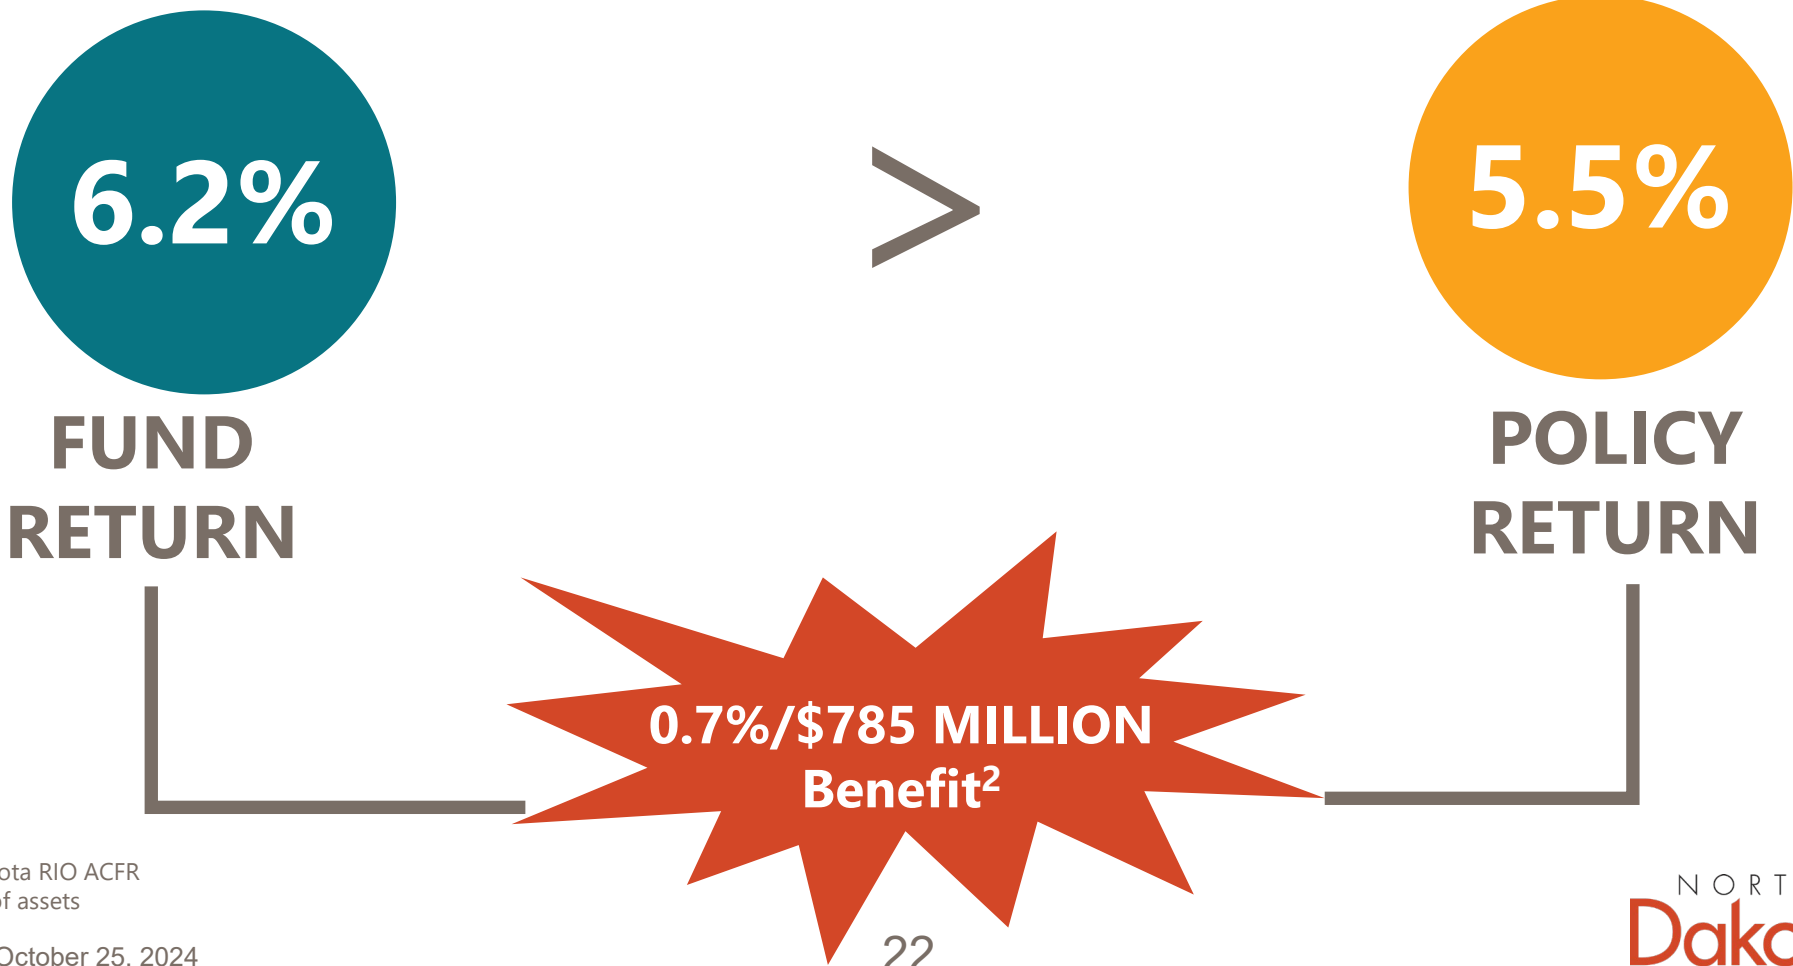 6.2%
>
5.5%
FUND
RETURN
POLICY
RETURN
0.7%/$785 MILLION
Benefit²
ota RIO ACFR
of assets
October 25, 2024
22
NORT
Dako